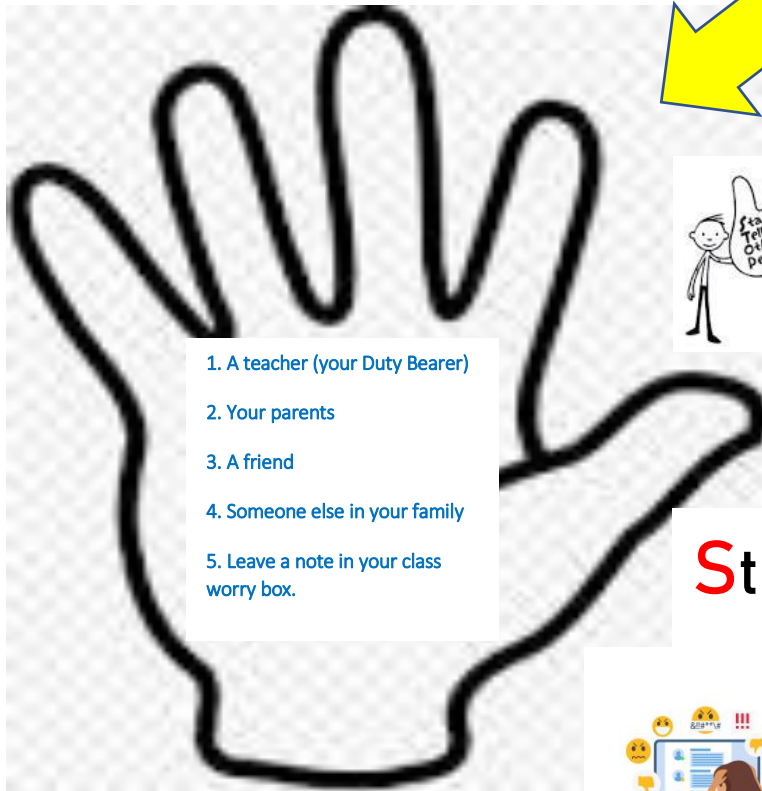 1. A teacher (your Duty Bearer)
2. Your parents
3. A friend
4. Someone else in your family
5. Leave a note in your class
worry box.
St
&#**\#
!!!